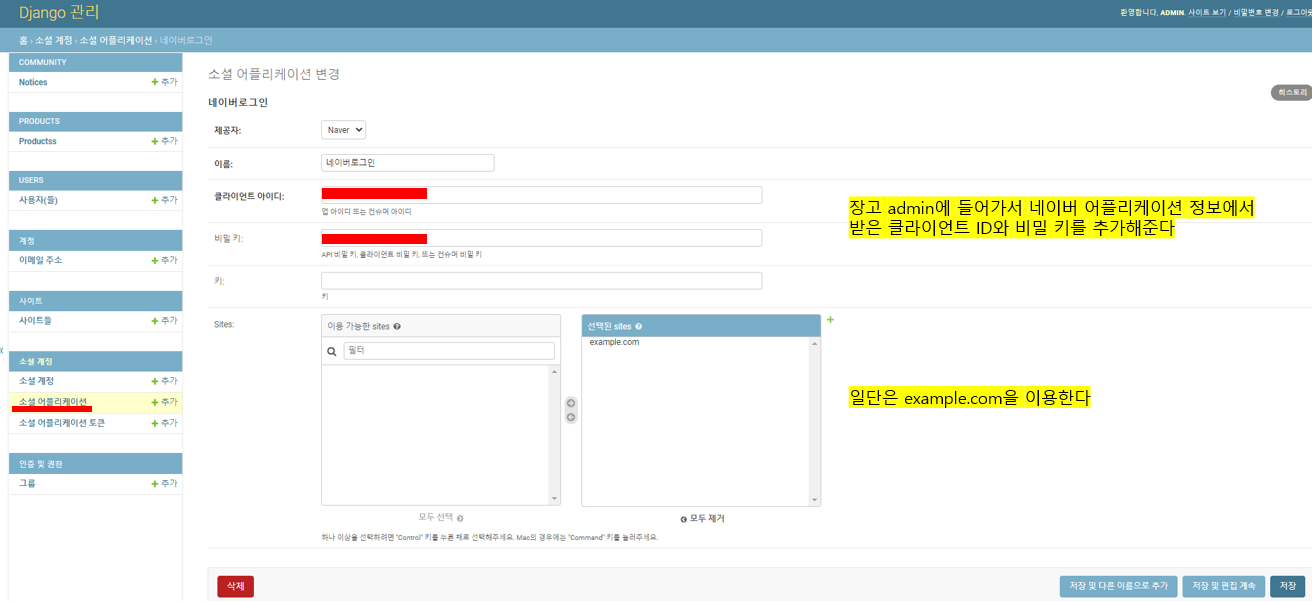 Django 관리
환영합니다, ADMIN. 사이트 보기 / 비밀번호 변경 / 로그아웃
홈 › 소셜 계정 › 소셜 어플리케이션 › 네이버로그인
COMMUNITY
Notices + 추가
PRODUCTS
Productss + 추가
USERS
사용자(들) + 추가
계정
이메일 주소 + 추가
사이트
사이트들 + 추가
소셜 계정
소셜 계정 + 추가
소셜 어플리케이션 + 추가
소셜 어플리케이션 토큰 + 추가
인증 및 권한
그룹 + 추가
소셜 어플리케이션 변경
히스토리
네이버로그인
제공자: Naver
이름: 네이버로그인
클라이언트 아이디:
앱 아이디 또는 컨슈머 아이디
비밀 키:
API 비밀 키, 클라이언트 비밀 키, 또는 컨슈머 비밀 키
키:
키
Sites:
이용 가능한 sites
필터
모두 선택
선택된 sites
example.com
모두 제거
하나 이상을 선택하려면 "Control" 키를 누른 채로 선택해주세요. Mac의 경우에는 "Command" 키를 눌러주세요.
장고 admin에 들어가서 네이버 어플리케이션 정보에서
받은 클라이언트 ID와 비밀 키를 추가해준다
일단은 example.com을 이용한다
삭제
저장 및 다른 이름으로 추가
저장 및 편집 계속
저장